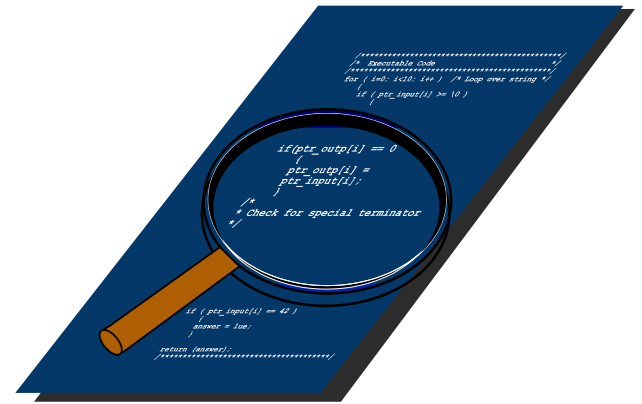 /****************************************************/
/* Executable Code */
/****************************************************/
for ( i=0; i<10; i++ ) /* Loop over string */
{
if ( ptr_input[i] >= \0 )
{
if(ptr_outp[i] == 0
{
ptr_outp[i] =
ptr_input[i];
}
/*
* Check for special terminator
*/
if ( ptr_input[i] == 42 )
{
answer = lue;
}
return (answer);
/****************************************/